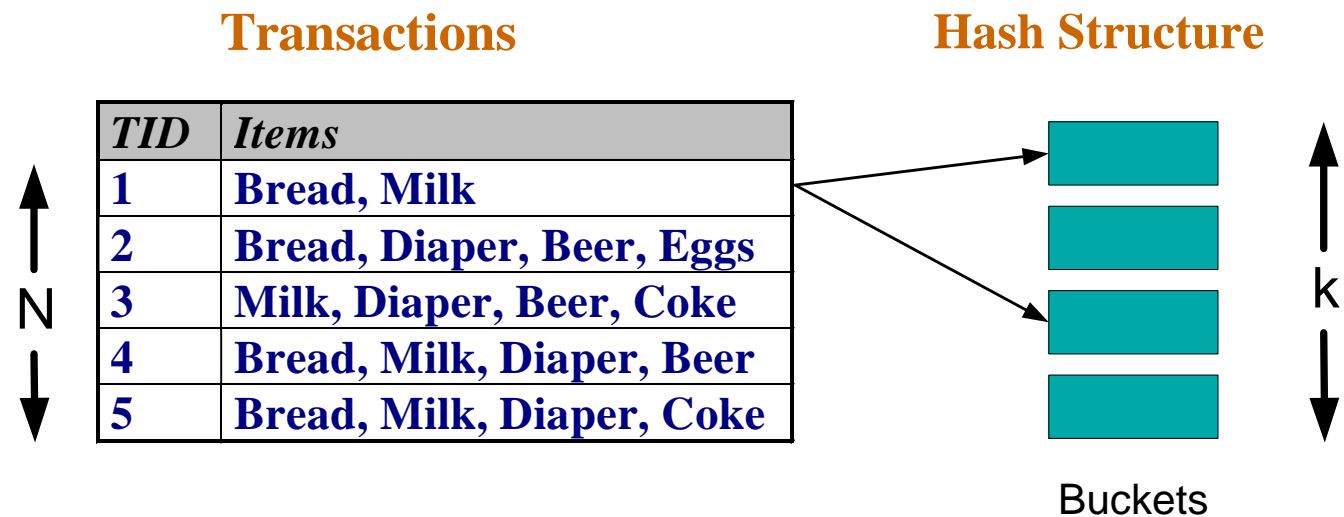 Transactions
Hash Structure
TID Items
1 Bread, Milk
2 Bread, Diaper, Beer, Eggs
3 Milk, Diaper, Beer, Coke
4 Bread, Milk, Diaper, Beer
5 Bread, Milk, Diaper, Coke
N
k
Buckets